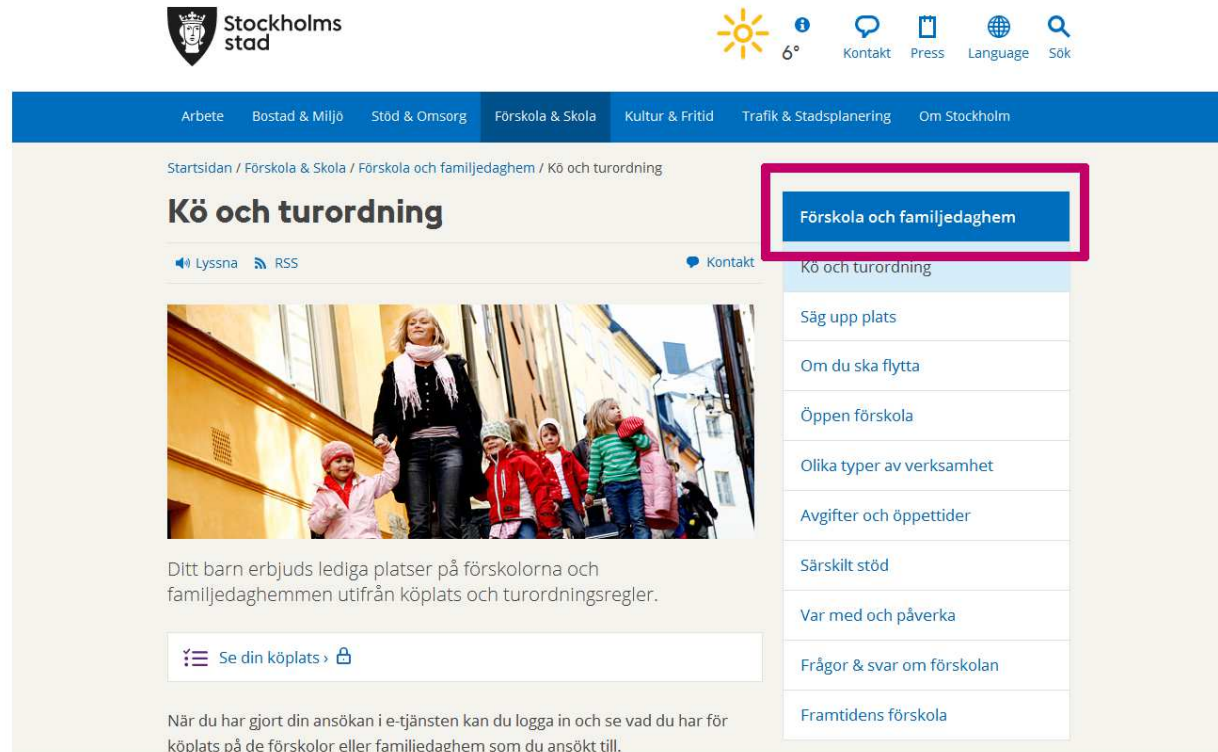 Stockholms
stad
6°
Kontakt
Press
Language
Sök
Arbete
Bostad & Miljö
Stöd & Omsorg
Förskola & Skola
Kultur & Fritid
Trafik & Stadsplanering
Om Stockholm
Startsidan / Förskola & Skola / Förskola och familjedaghem / Kö och turordning
Kö och turordning
Lyssna
RSS
Kontakt
Ditt barn erbjuds lediga platser på förskolorna och
familjedaghemmen utifrån köplats och turordningsregler.
Se din köplats ›
När du har gjort din ansökan i e-tjänsten kan du logga in och se vad du har för
köplats på de förskolor eller familjedaghem som du ansökt till.
Förskola och familjedaghem
Kö och turordning
Säg upp plats
Om du ska flytta
Öppen förskola
Olika typer av verksamhet
Avgifter och öppettider
Särskilt stöd
Var med och påverka
Frågor & svar om förskolan
Framtidens förskola